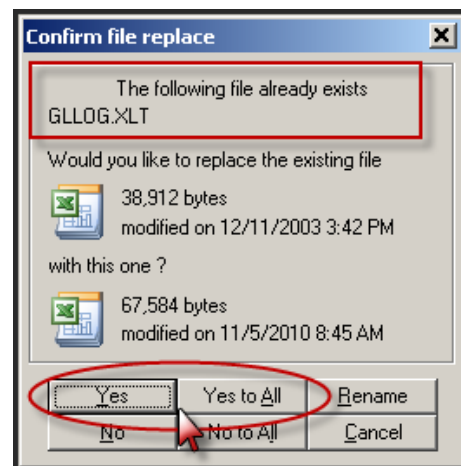 Confirm file replace
The following file already exists
GLLOG.XLT
Would you like to replace the existing file
38,912 bytes
modified on 12/11/2003 3:42 PM
with this one ?
67,584 bytes
modified on 11/5/2010 8:45 AM
Yes Yes to All Rename
No No to All Cancel